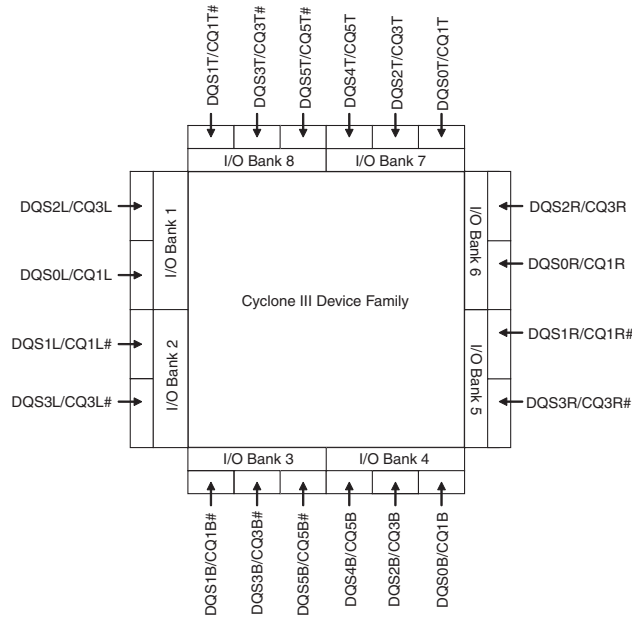 DQS1T/CQ1T#
DQS3T/CQ3T#
DQS5T/CQ5T#
DQS4T/CQ5T
DQS2T/CQ3T
DQS0T/CQ1T
I/O Bank 8
I/O Bank 7
DQS2L/CQ3L
DQS0L/CQ1L
I/O Bank 1
DQS1L/CQ1L#
DQS3L/CQ3L#
I/O Bank 2
Cyclone III Device Family
I/O Bank
6
DQS2R/CQ3R
DQS0R/CQ1R
I/O Bank 5
DQS1R/CQ1R#
DQS3R/CQ3R#
I/O Bank 3
I/O Bank 4
DQS1B/CQ1B#
DQS3B/CQ3B#
DQS5B/CQ5B#
DQS4B/CQ5B
DQS2B/CQ3B
DQS0B/CQ1B